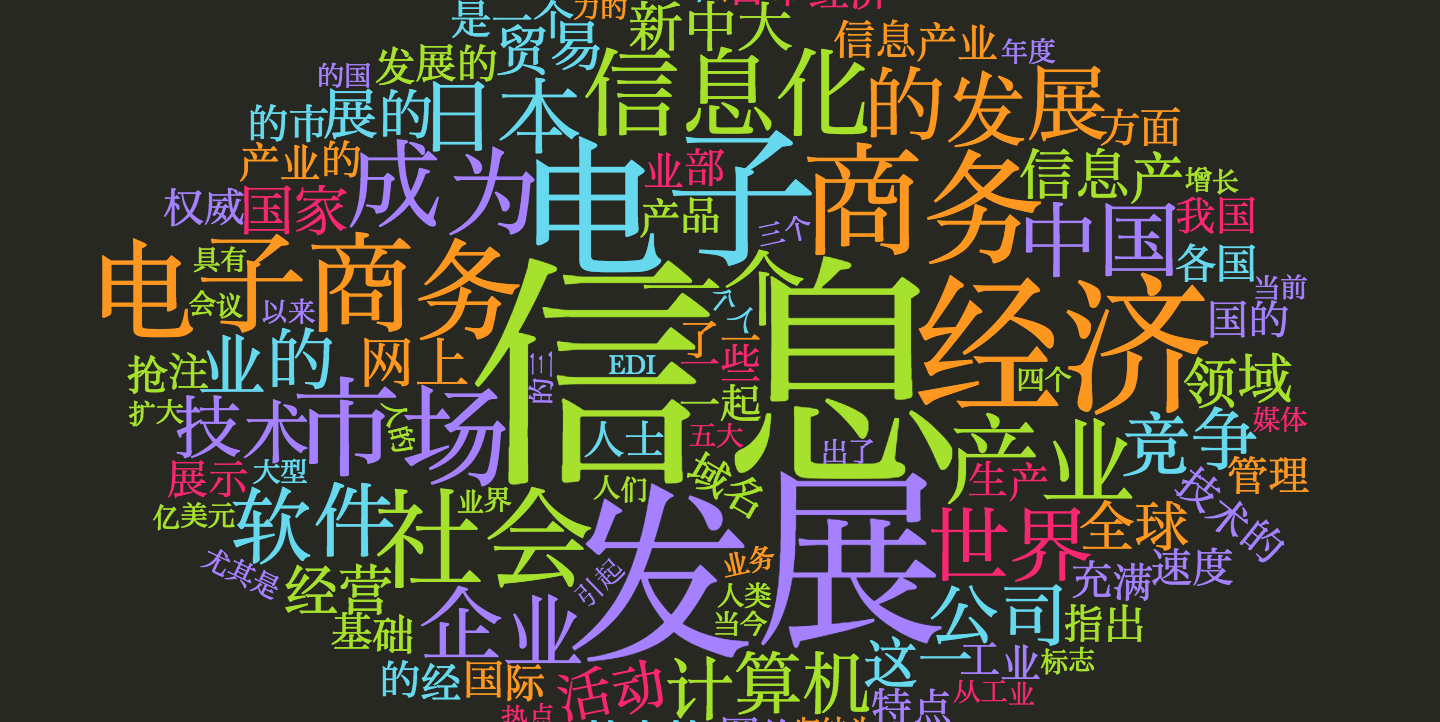 是一个
力的
新中大
信息产业
年度
贸易
发展的
的国
信息化
的发展
展的
日本
的市
方面
产业的
成为
电子
业部
商务
信息产
增长
权威
国家
产品
三个
中国
我国
电子商务
具有
一个
各国
会议
以来
信息
八
人
经济
当前
国的
业的
网上
了一
一些
EDI
的三
四个
领域
抢注
扩大
技术
市场
人的
一起
人士
五大
出了
产业
竞争
媒体
展示
大型
域名
生产
管理
技术的
亿美元
软件
社会
业界
人们
发展
世界
全球
尤其是
经营
引起
业务
人类
当今
充满
速度
基础
企业
公司
指出
的经
国际
活动
计算机
这一
工业
标志
特点
从工业
热点